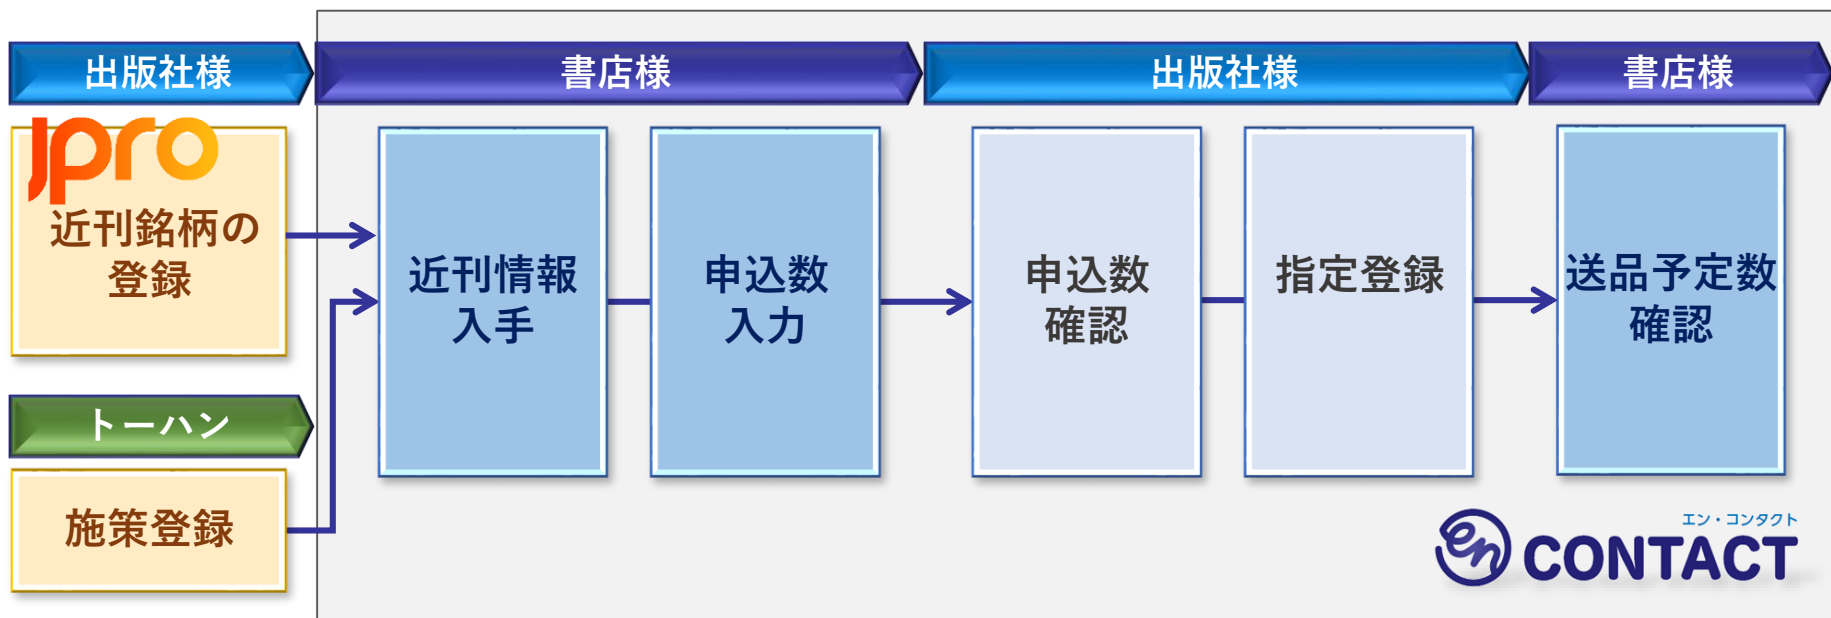 出版社様
書店様
出版社様
書店様
Jpro
近刊銘柄の
登録
近刊情報
入手
申込数
入力
申込数
確認
指定登録
送品予定数
確認
トーハン
施策登録
エン・コンタクト
en CONTACT